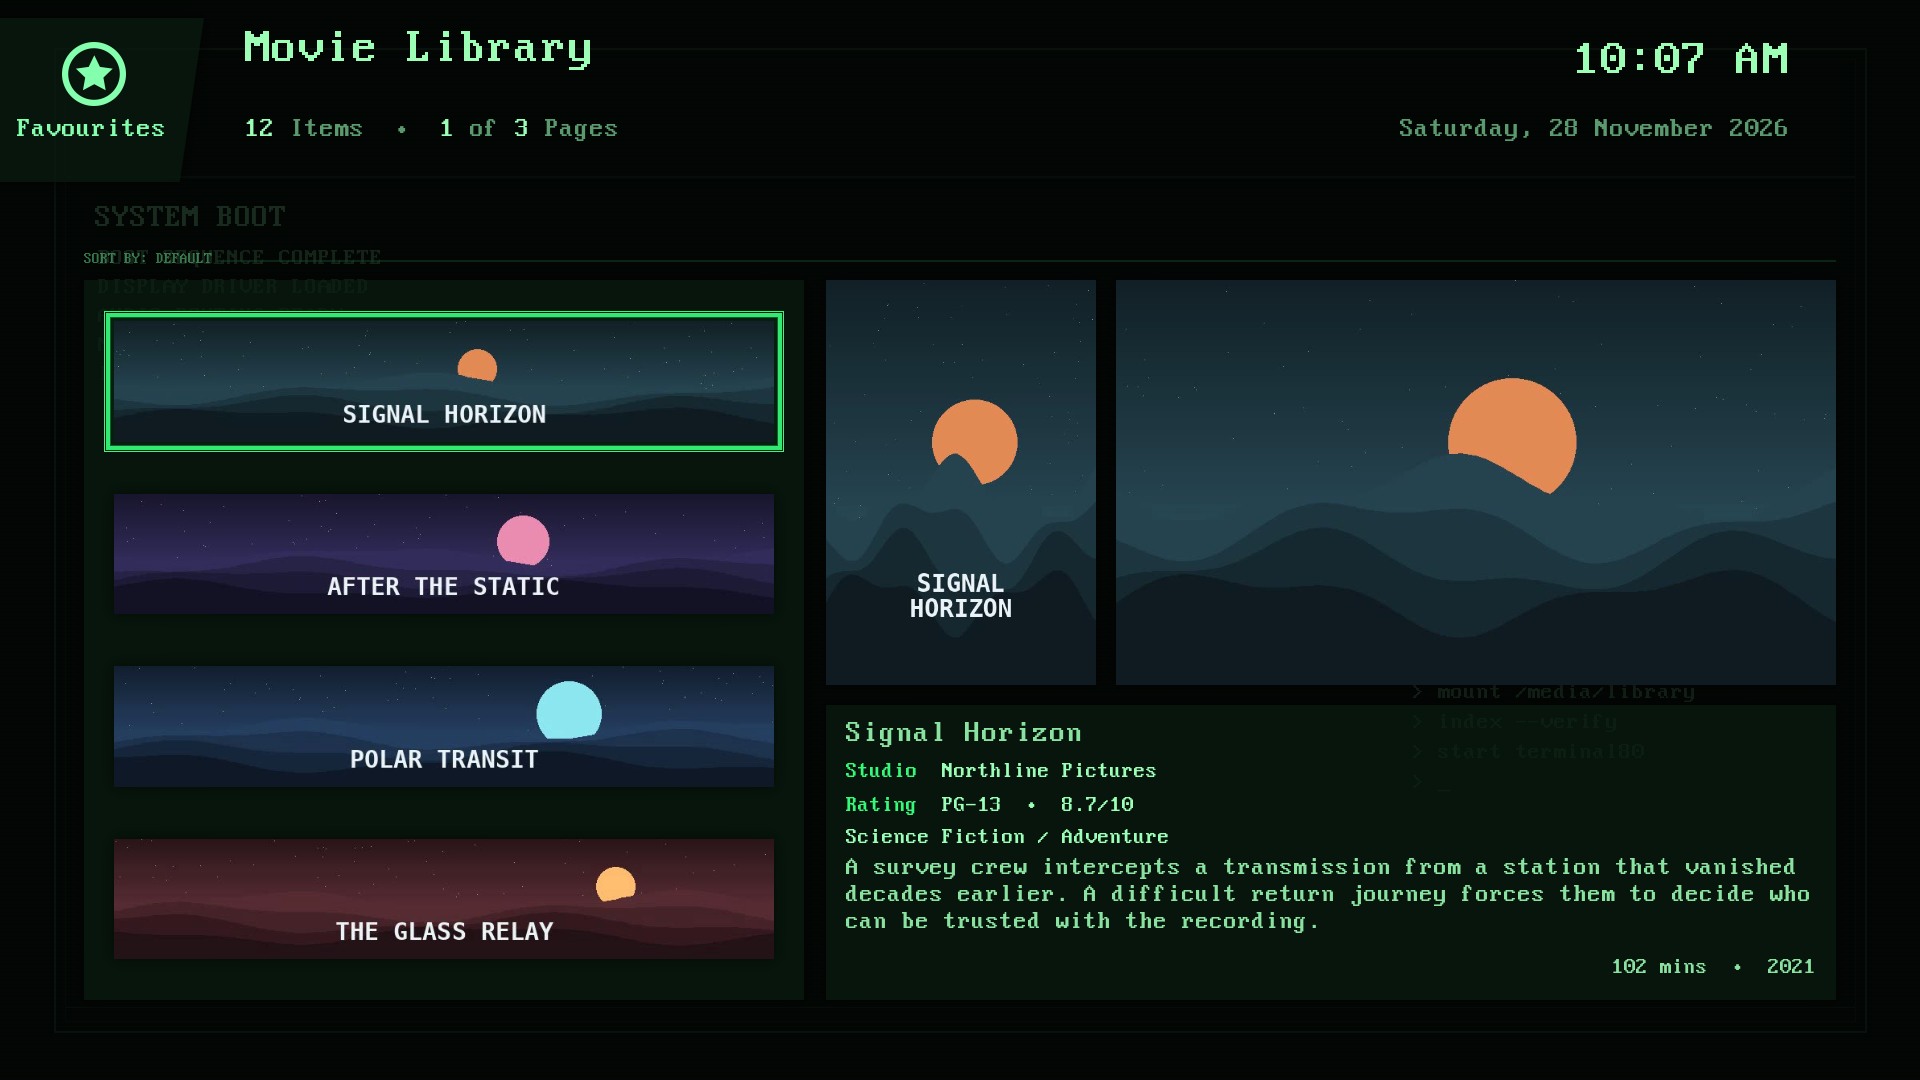 Movie Library
10:07 AM
Favourites
12 Items • 1 of 3 Pages
Saturday, 28 November 2026
SYSTEM BOOT
SORT BY: DEFAULT
COMPLETE
DISPLAY DRIVER LOADED
SIGNAL HORIZON
AFTER THE STATIC
POLAR TRANSIT
THE GLASS RELAY
SIGNAL
HORIZON
> mount /media/library
> index --verify
> start terminal80
> _
Signal Horizon
Studio Northline Pictures
Rating PG-13 • 8.7/10
Science Fiction / Adventure
A survey crew intercepts a transmission from a station that vanished
decades earlier. A difficult return journey forces them to decide who
can be trusted with the recording.
102 mins • 2021